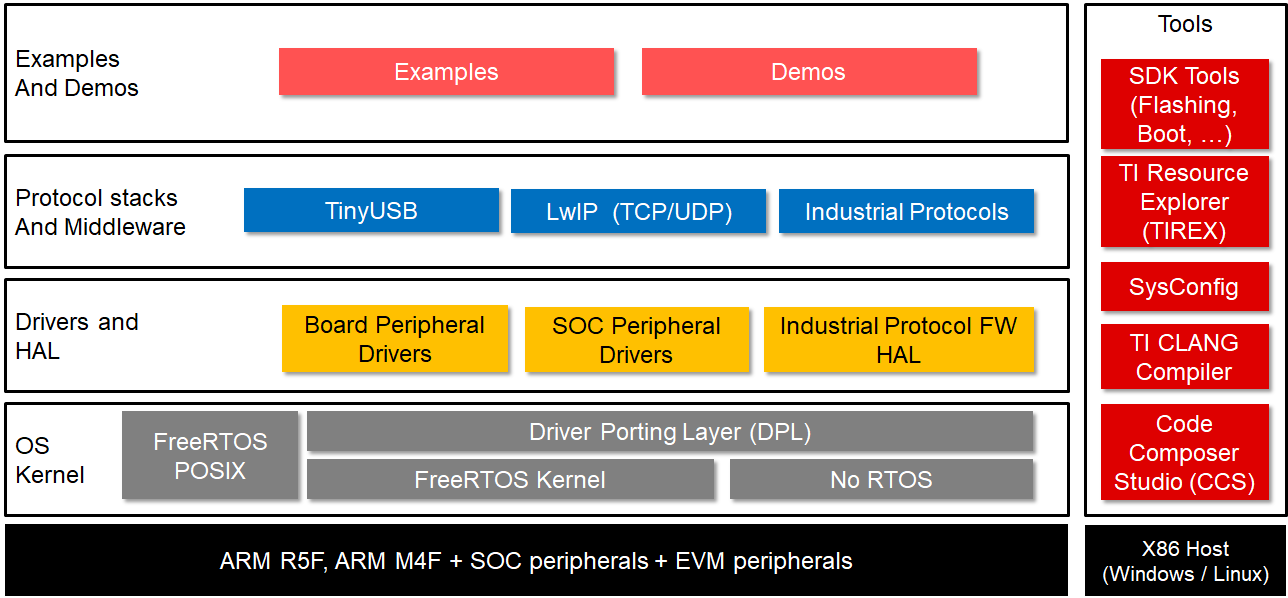 Examples
And Demos
Examples
Demos
Protocol stacks
And Middleware
TinyUSB
LwIP (TCP/UDP)
Industrial Protocols
Drivers and
HAL
Board Peripheral
Drivers
SOC Peripheral
Drivers
Industrial Protocol FW
HAL
OS
Kernel
FreeRTOS
POSIX
Driver Porting Layer (DPL)
FreeRTOS Kernel
No RTOS
ARM R5F, ARM M4F + SOC peripherals + EVM peripherals
Tools
SDK Tools
(Flashing,
Boot, …)
TI Resource
Explorer
(TIREX)
SysConfig
TI CLANG
Compiler
Code
Composer
Studio (CCS)
X86 Host
(Windows / Linux)